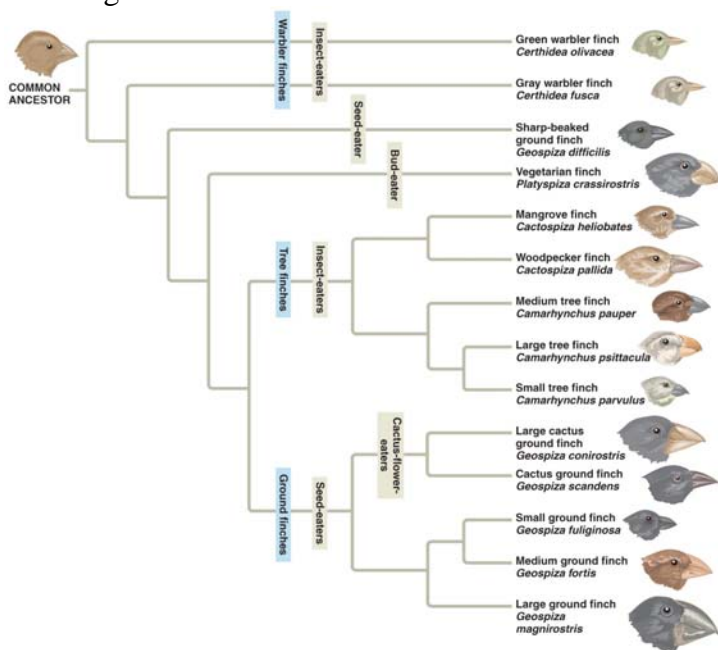 COMMON
ANCESTOR
Warbler finches
Insect-eaters
Green warbler finch
Certhidea olivacea
Gray warbler finch
Certhidea fusca
Seed-eater
Sharp-beaked
ground finch
Geospiza difficilis
Bud-eater
Vegetarian finch
Platyspiza crassirostris
Tree finches
Insect-eaters
Mangrove finch
Cactospiza heliobates
Woodpecker finch
Cactospiza pallida
Medium tree finch
Camarhynchus pauper
Large tree finch
Camarhynchus psittacula
Small tree finch
Camarhynchus parvulus
Ground finches
Seed-eaters
Cactus-flower-
eaters
Large cactus
ground finch
Geospiza conirostris
Cactus ground finch
Geospiza scandens
Small ground finch
Geospiza fuliginosa
Medium ground finch
Geospiza fortis
Large ground finch
Geospiza
magnirostris